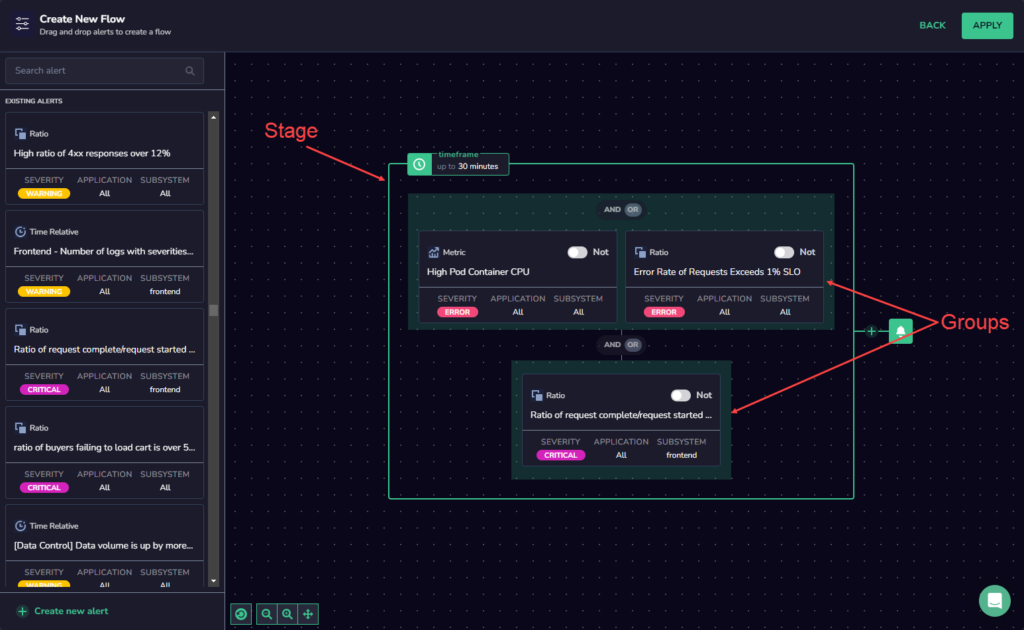 Create New Flow
Drag and drop alerts to create a flow
BACK
APPLY
Search alert
EXISTING ALERTS
Ratio
High ratio of 4xx responses over 12%
SEVERITY APPLICATION SUBSYSTEM
WARNING All All
Time Relative
Frontend - Number of logs with severities...
SEVERITY APPLICATION SUBSYSTEM
WARNING All frontend
Ratio
Ratio of request complete/request started ...
SEVERITY APPLICATION SUBSYSTEM
CRITICAL All frontend
Ratio
ratio of buyers failing to load cart is over 5...
SEVERITY APPLICATION SUBSYSTEM
CRITICAL All All
Time Relative
[Data Control] Data volume is up by more...
SEVERITY APPLICATION SUBSYSTEM
WARNING All All
Create new alert
Stage
timeframe
up to 30 minutes
AND OR
Metric Not
High Pod Container CPU
SEVERITY APPLICATION SUBSYSTEM
ERROR All All
Ratio Not
Error Rate of Requests Exceeds 1% SLO
SEVERITY APPLICATION SUBSYSTEM
ERROR All All
Groups
AND OR
Ratio Not
Ratio of request complete/request started ...
SEVERITY APPLICATION SUBSYSTEM
CRITICAL All frontend